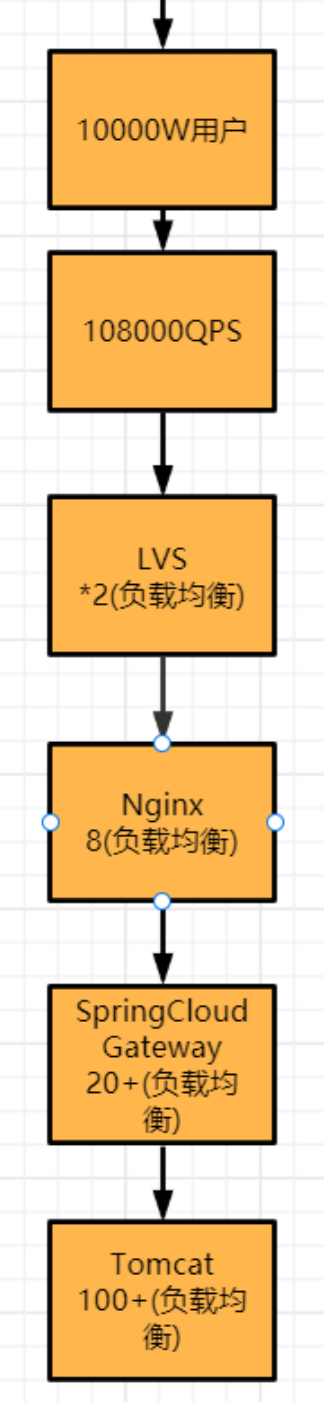 10000W用户
108000QPS
LVS
*2(负载均衡)
Nginx
8(负载均衡)
SpringCloud
Gateway
20+(负载均
衡)
Tomcat
100+(负载均
衡)